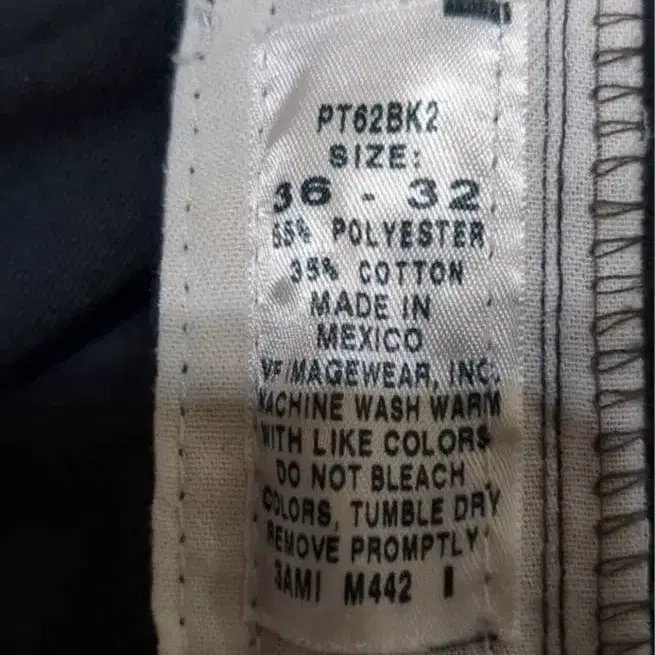 PT62BK2
SIZE:
36 - 32
65% POLYESTER
35% COTTON
MADE IN
MEXICO
VF IMAGEWEAR, INC.
MACHINE WASH WARM
WITH LIKE COLORS
DO NOT BLEACH
COLORS, TUMBLE DRY
REMOVE PROMPTLY
3AMI M442